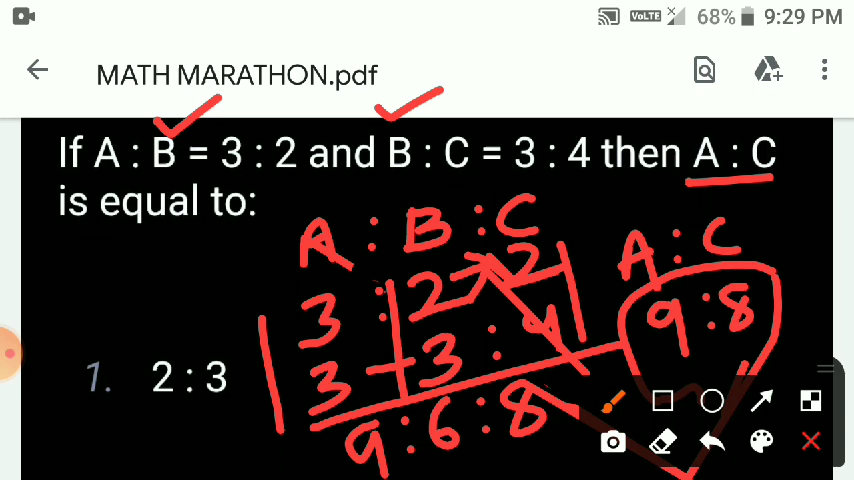 VoLTE 68% 9:29 PM
MATH MARATHON.pdf
If A : B = 3 : 2 and B : C = 3 : 4 then A : C
is equal to:
A : B : C
A : C
3 : 2 2
9 : 8
3 3 : 4
1. 2 : 3
9 : 6 : 8